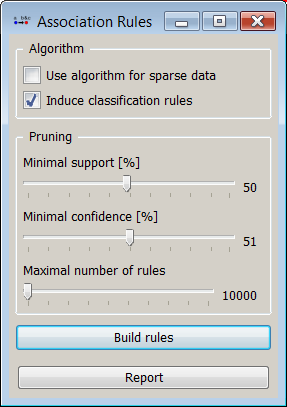 Association Rules
Algorithm
Use algorithm for sparse data
Induce classification rules
Pruning
Minimal support [%]
50
Minimal confidence [%]
51
Maximal number of rules
10000
Build rules
Report